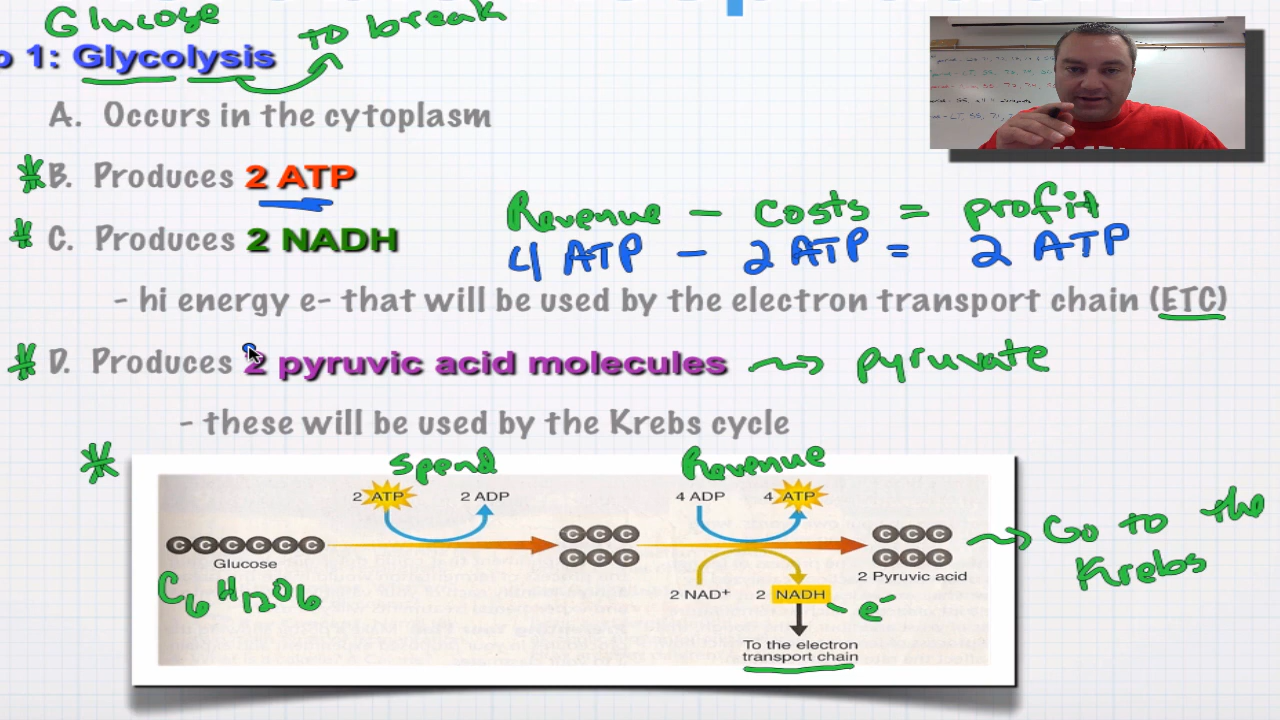 Glucose
to break
1: Glycolysis
A. Occurs in the cytoplasm
* B. Produces 2 ATP
Revenue - Costs = profit
* C. Produces 2 NADH
4 ATP - 2 ATP = 2 ATP
- hi energy e- that will be used by the electron transport chain (ETC)
* D. Produces 2 pyruvic acid molecules ⟿ pyruvate
- these will be used by the Krebs cycle
*
Spend
Revenue
2 ATP 2 ADP 4 ADP 4 ATP
C C C C C C
C C C
C C C
C C C
C C C
Glucose
2 Pyruvic acid
Go to the
Krebs
C6H12O6
2 NAD+ 2 NADH - e-
To the electron
transport chain